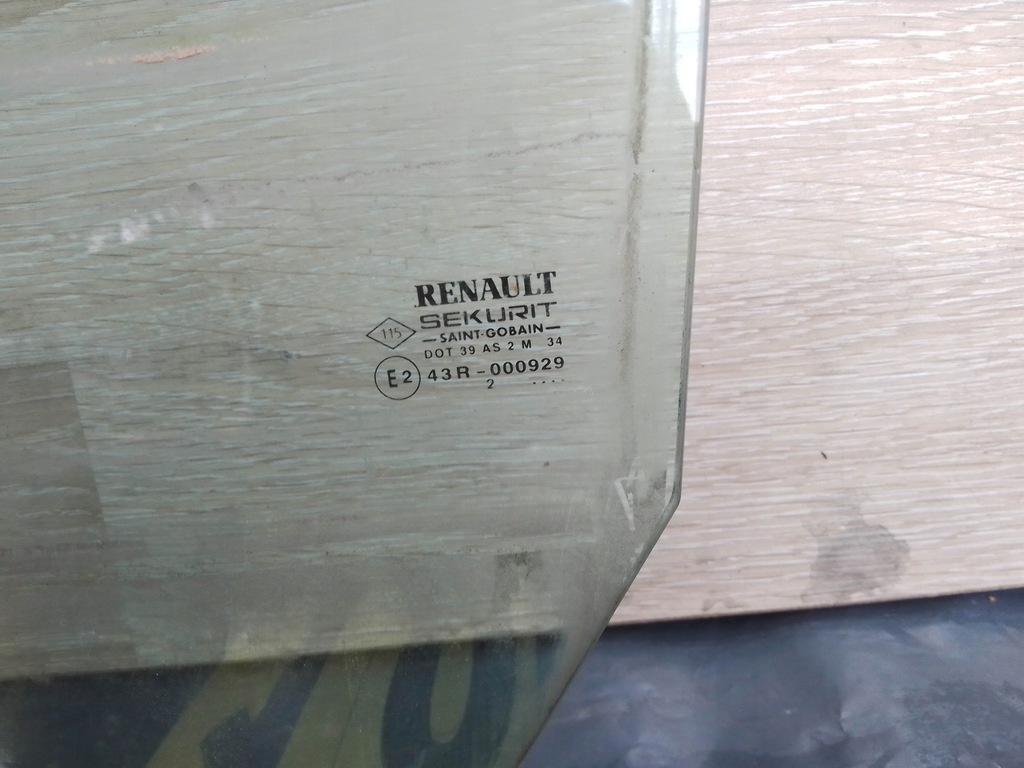 RENAULT
SEKURIT
115
—SAINT-GOBAIN—
DOT 39 AS 2 M 34
E2 43R-000929
2 ....